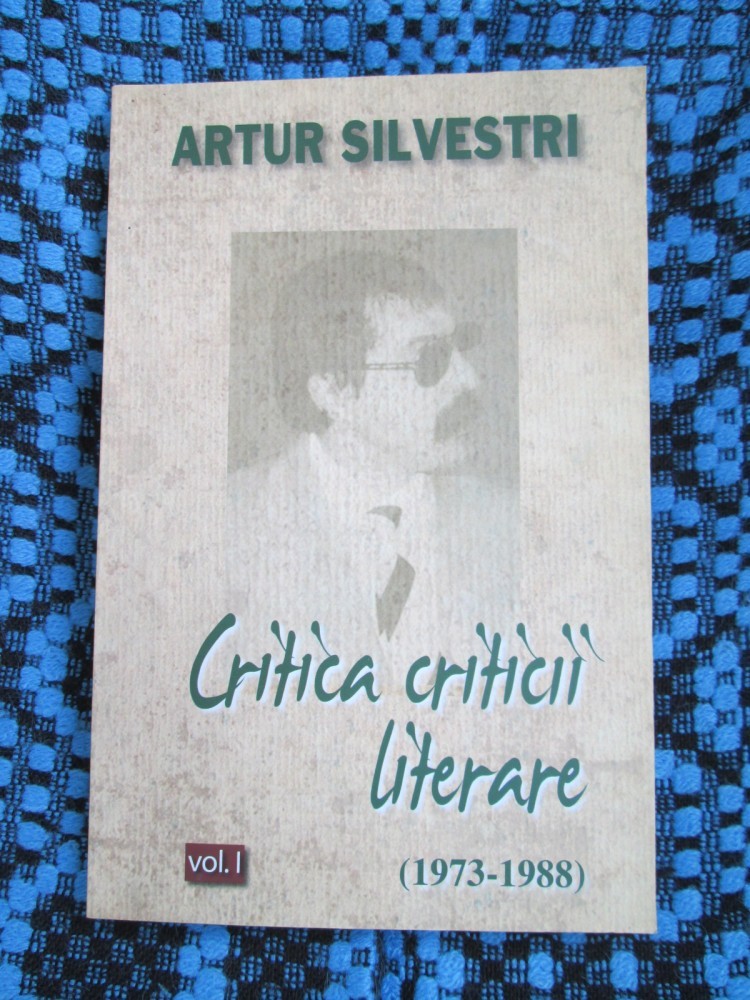 ARTUR SILVESTRI
Critica criticii
literare
vol. I
(1973-1988)